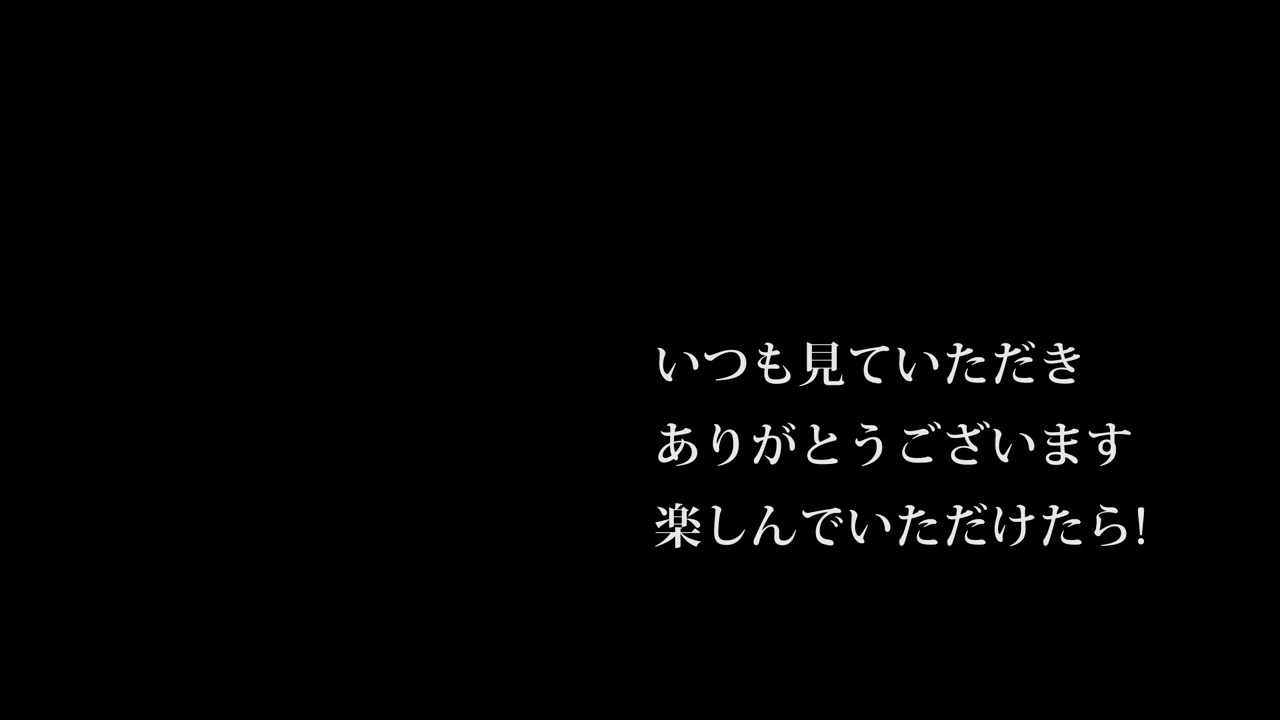 いつも見ていただき
ありがとうございます
楽しんでいただけたら!